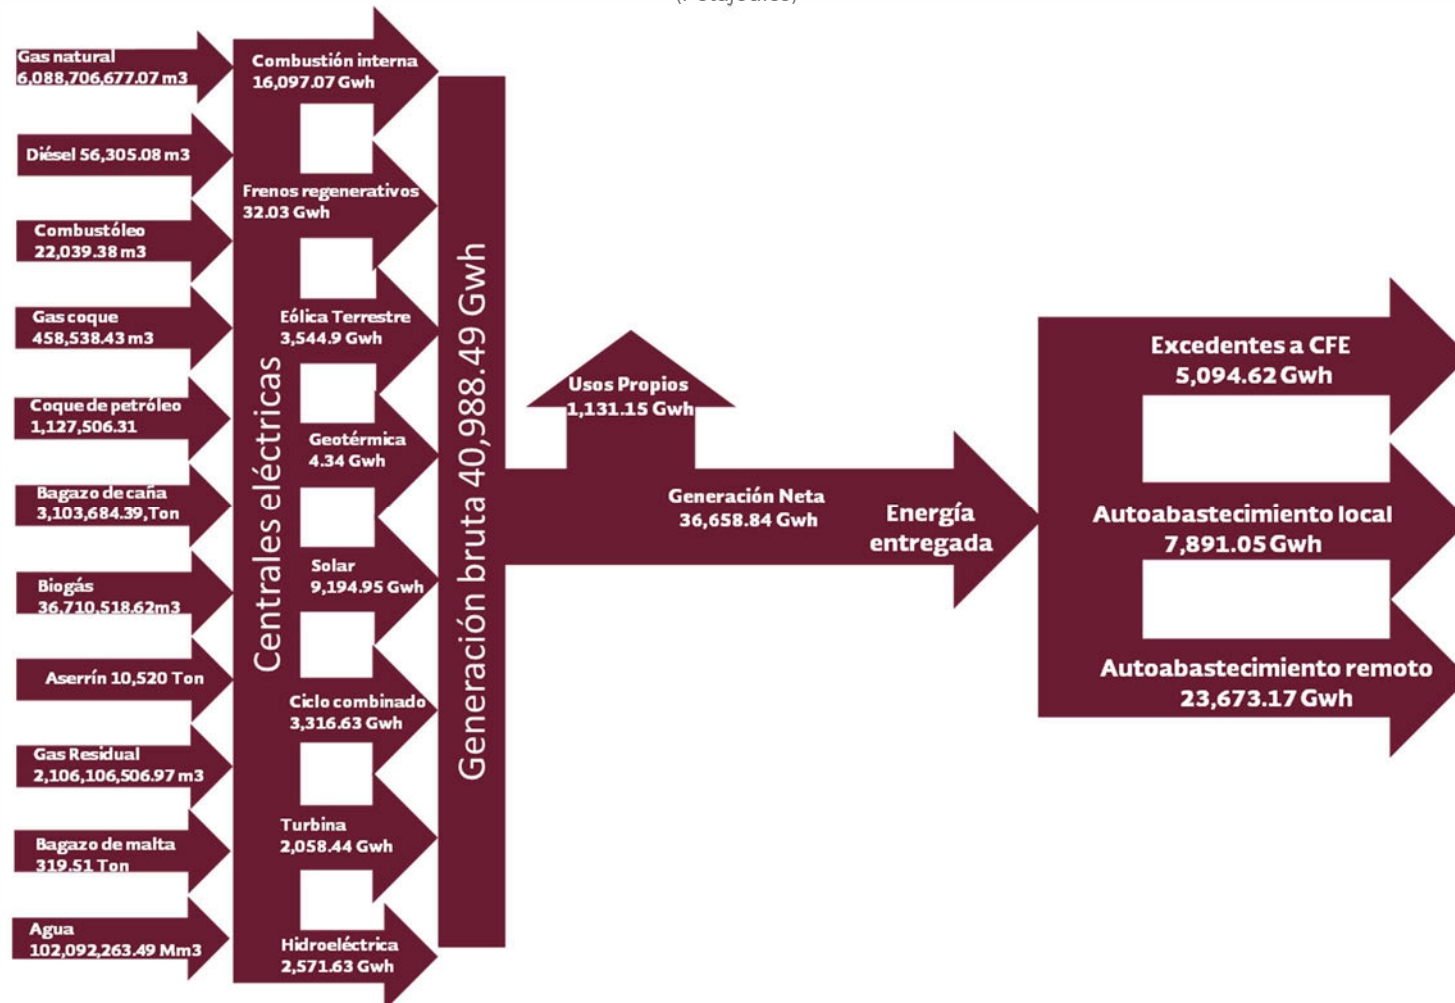 (Petajoules)
Gas natural
6,088,706,677.07 m3
Diésel 56,305.08 m3
Combustóleo
22,039.38 m3
Gas coque
458,538.43 m3
Coque de petróleo
1,127,506.31
Bagazo de caña
3,103,684.39,Ton
Biogás
36,710,518.62m3
Aserrín 10,520 Ton
Gas Residual
2,106,106,506.97 m3
Bagazo de malta
319.51 Ton
Agua
102,092,263.49 Mm3
Centrales eléctricas
Combustión interna
16,097.07 Gwh
Frenos regenerativos
32.03 Gwh
Eólica Terrestre
3,544.9 Gwh
Geotérmica
4.34 Gwh
Solar
9,194.95 Gwh
Ciclo combinado
3,316.63 Gwh
Turbina
2,058.44 Gwh
Hidroeléctrica
2,571.63 Gwh
Generación bruta 40,988.49 Gwh
Usos Propios
1,131.15 Gwh
Generación Neta
36,658.84 Gwh
Energía
entregada
Excedentes a CFE
5,094.62 Gwh
Autoabastecimiento local
7,891.05 Gwh
Autoabastecimiento remoto
23,673.17 Gwh